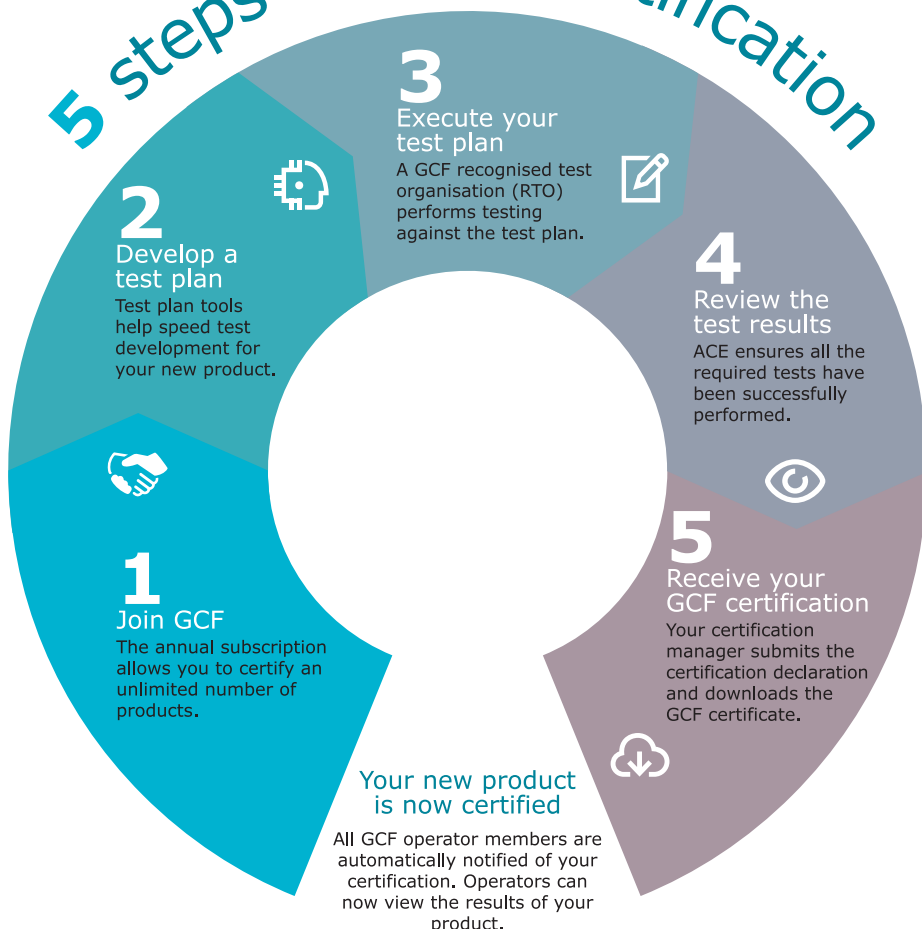 5 steps
ification
1
Join GCF
The annual subscription
allows you to certify an
unlimited number of
products.
2
Develop a
test plan
Test plan tools
help speed test
development for
your new product.
3
Execute your
test plan
A GCF recognised test
organisation (RTO)
performs testing
against the test plan.
4
Review the
test results
ACE ensures all the
required tests have
been successfully
performed.
5
Receive your
GCF certification
Your certification
manager submits the
certification declaration
and downloads the
GCF certificate.
Your new product
is now certified
All GCF operator members are
automatically notified of your
certification. Operators can
now view the results of your
product.